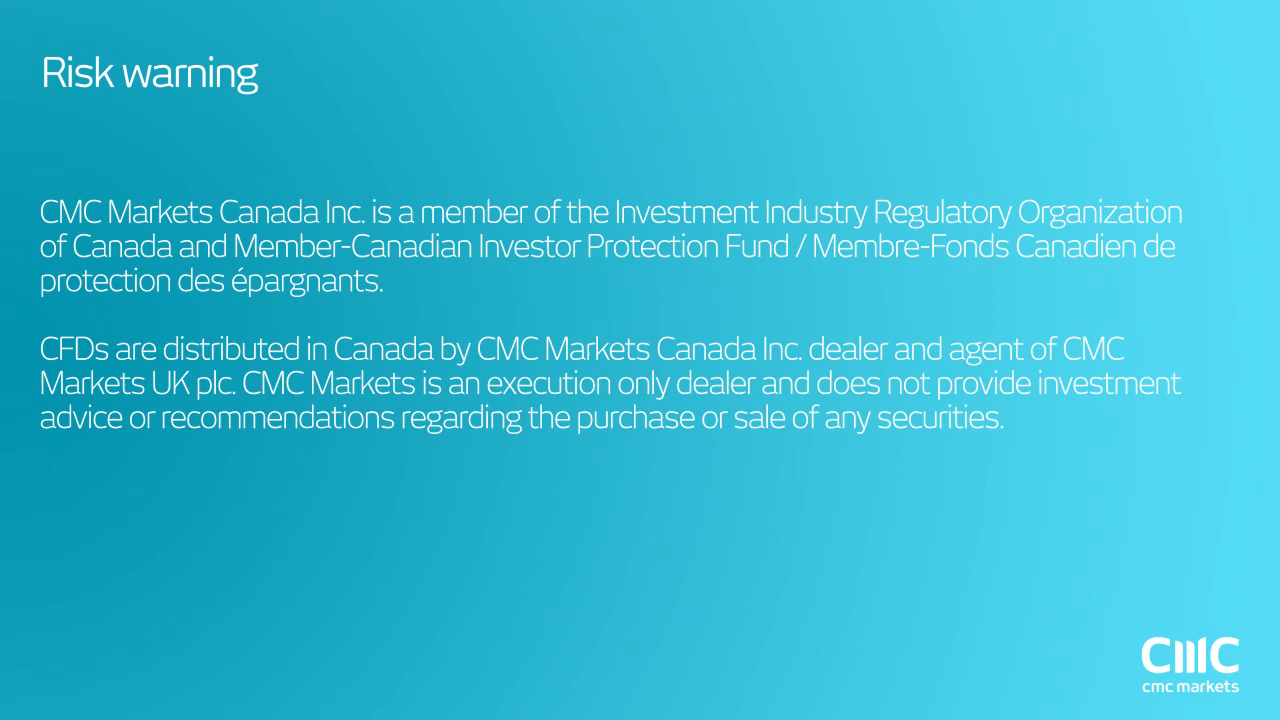 Risk warning
CMC Markets Canada Inc. is a member of the Investment Industry Regulatory Organization
of Canada and Member-Canadian Investor Protection Fund / Membre-Fonds Canadien de
protection des épargnants.
CFDs are distributed in Canada by CMC Markets Canada Inc. dealer and agent of CMC
Markets UK plc. CMC Markets is an execution only dealer and does not provide investment
advice or recommendations regarding the purchase or sale of any securities.
CMC
cmc markets